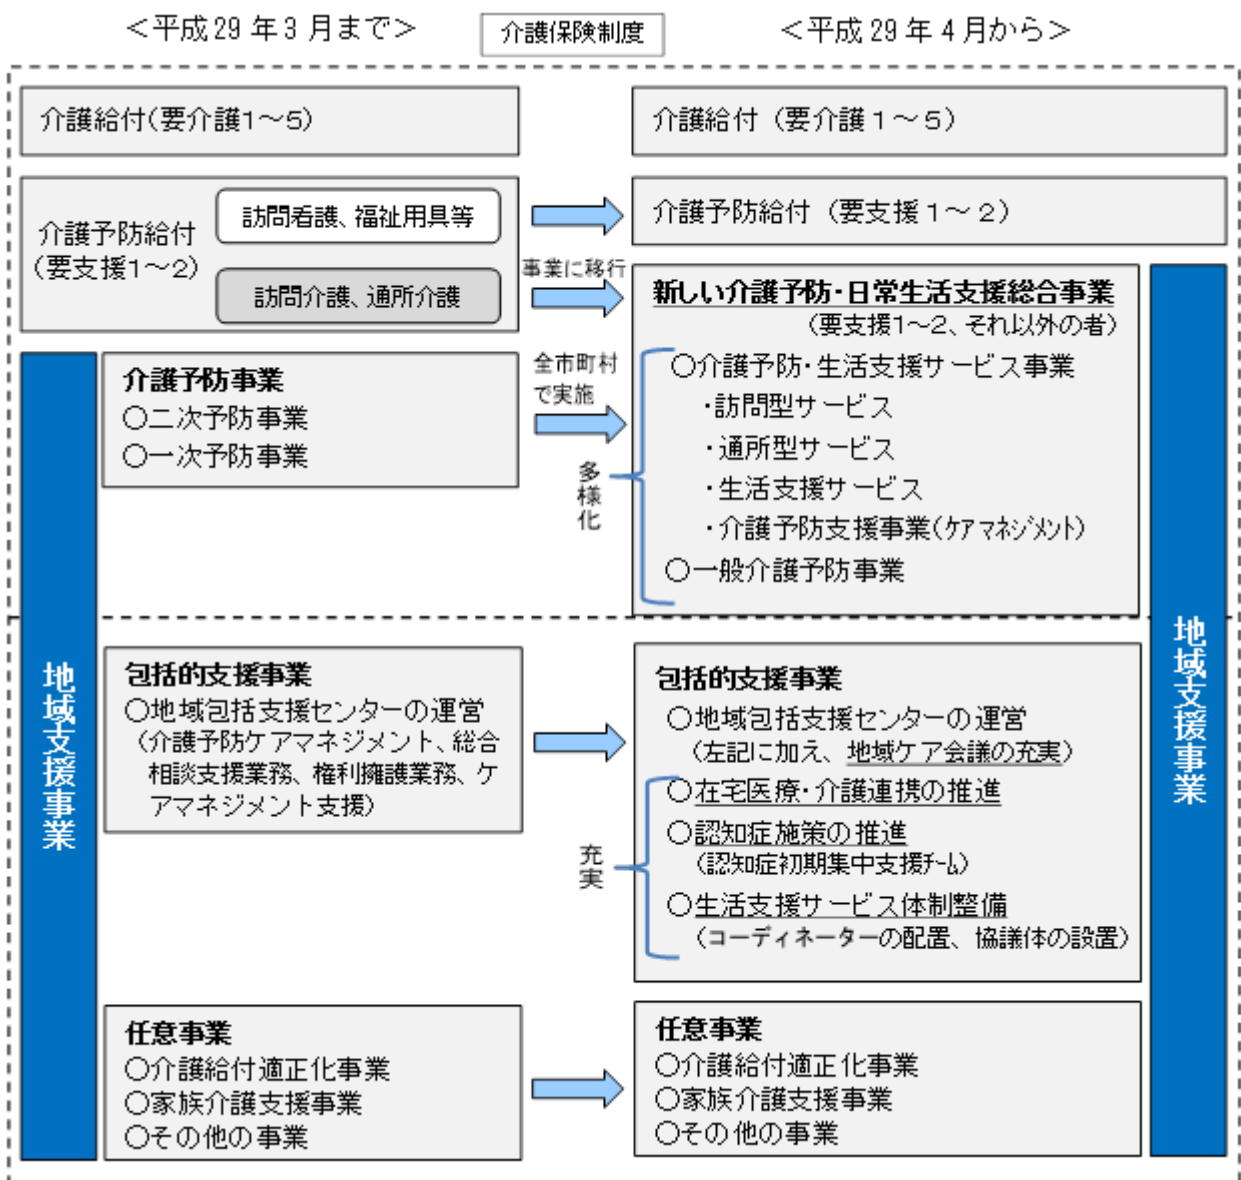 ＜平成29年3月まで＞
介護保険制度
＜平成29年4月から＞
介護給付(要介護1～5)
介護給付（要介護1～5）
介護予防給付
(要支援1～2)
訪問看護、福祉用具等
訪問介護、通所介護
介護予防給付（要支援1～2）
事業に移行
新しい介護予防・日常生活支援総合事業
(要支援1～2、それ以外の者)
介護予防事業
○二次予防事業
○一次予防事業
全市町村
で実施
多様化
○介護予防・生活支援サービス事業
・訪問型サービス
・通所型サービス
・生活支援サービス
・介護予防支援事業(ケアマネジメント)
○一般介護予防事業
地域支援事業
地域支援事業
包括的支援事業
○地域包括支援センターの運営
(介護予防ケアマネジメント、総合
相談支援業務、権利擁護業務、ケ
アマネジメント支援)
包括的支援事業
○地域包括支援センターの運営
(左記に加え、地域ケア会議の充実)
○在宅医療・介護連携の推進
○認知症施策の推進
(認知症初期集中支援チーム)
○生活支援サービス体制整備
(コーディネーターの配置、協議体の設置)
充実
任意事業
○介護給付適正化事業
○家族介護支援事業
○その他の事業
任意事業
○介護給付適正化事業
○家族介護支援事業
○その他の事業